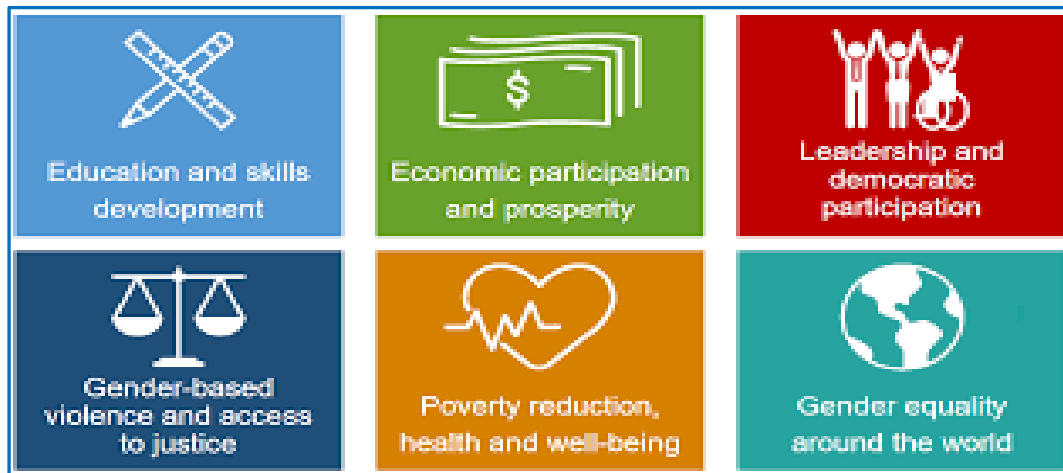 Education and skills
development
$
Economic participation
and prosperity
Leadership and
democratic
participation
Gender-based
violence and access
to justice
Poverty reduction,
health and well-being
Gender equality
around the world